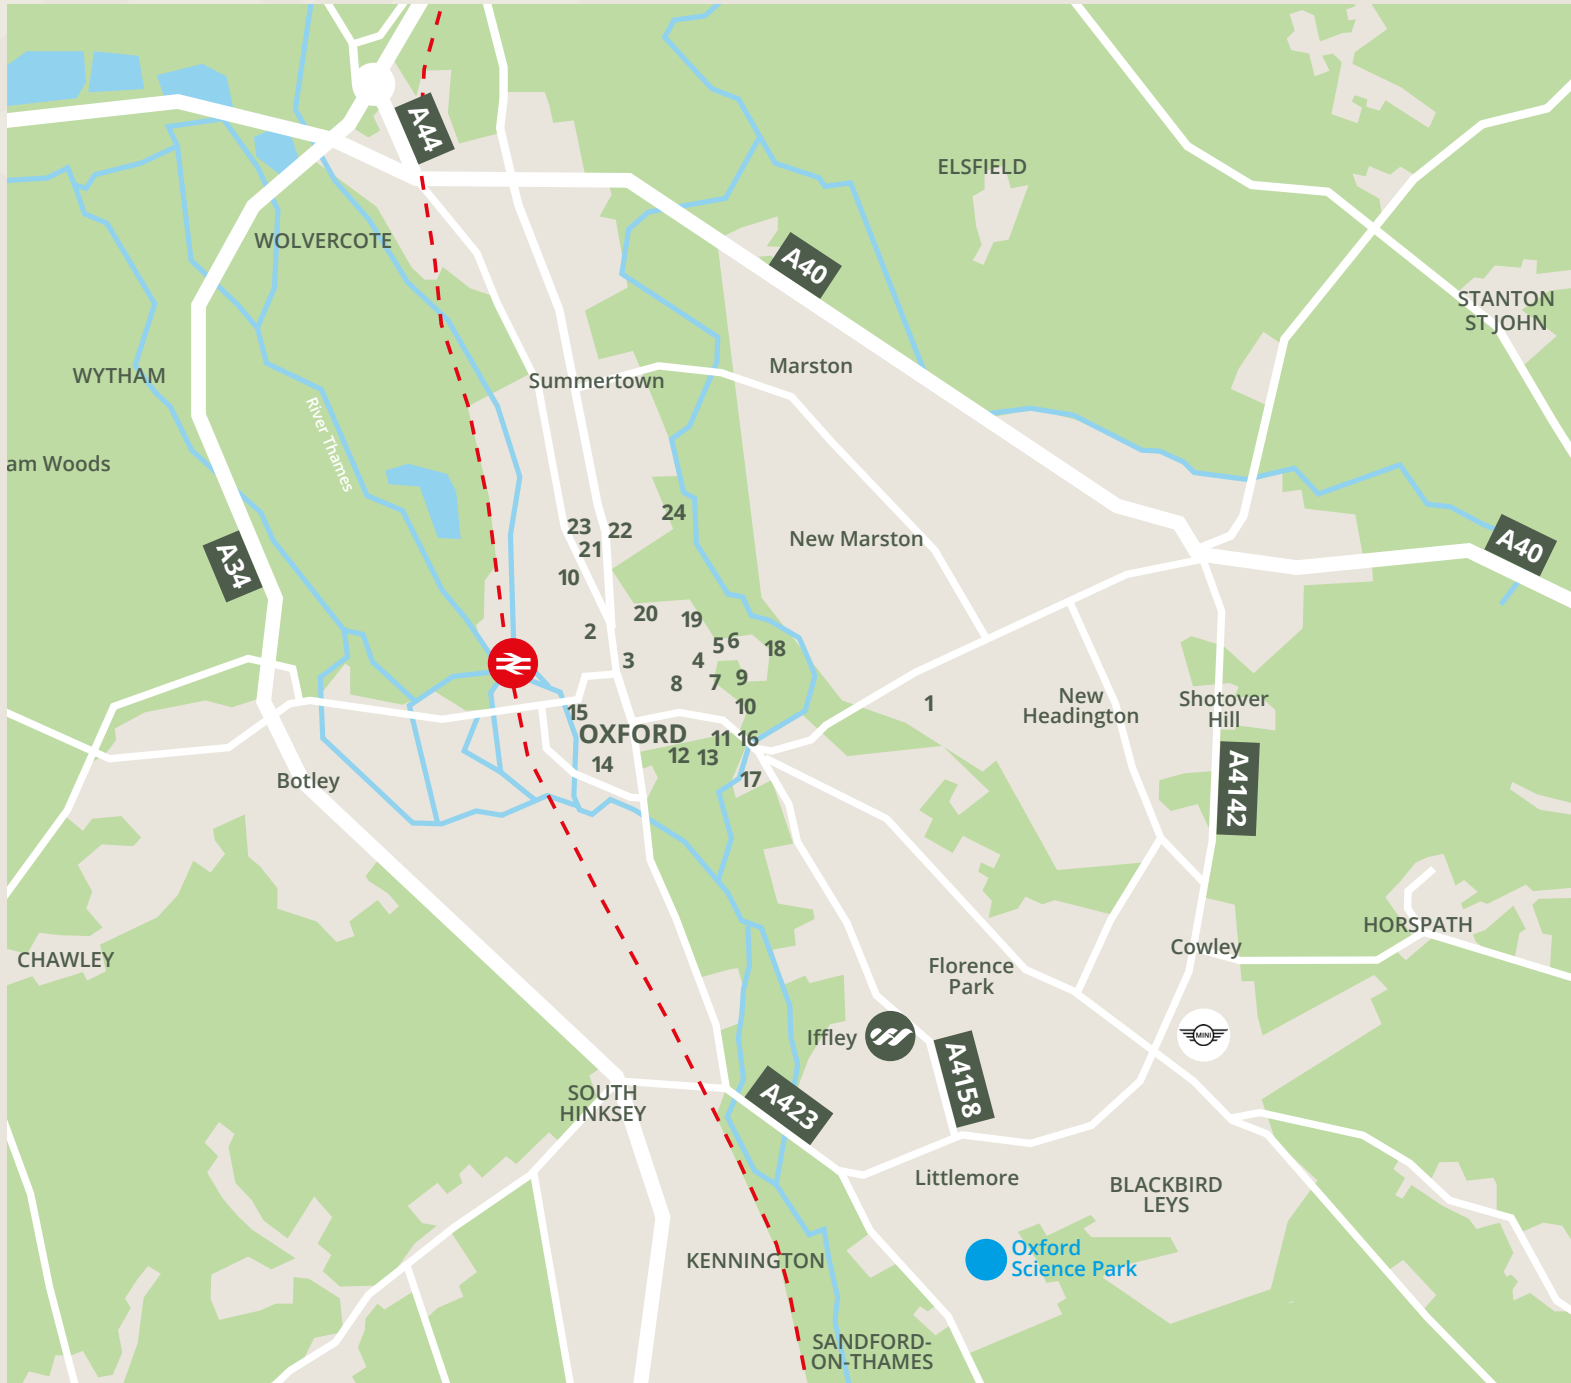 A44
ELSFIELD
WOLVERCOTE
A40
STANTON
ST JOHN
Marston
WYTHAM
Summertown
River Thames
am Woods
24
23
22
New Marston
21
A40
A34
10
20
19
2
5
6
18
3
4
9
8
7
1
New
Headington
Shotover
Hill
10
15
OXFORD
11
16
12
13
14
17
Botley
A4142
HORSPATH
Cowley
CHAWLEY
Florence
Park
Iffley
MINI
A4158
SOUTH
HINKSEY
A423
Littlemore
BLACKBIRD
LEYS
KENNINGTON
Oxford
Science Park
SANDFORD-
ON-THAMES